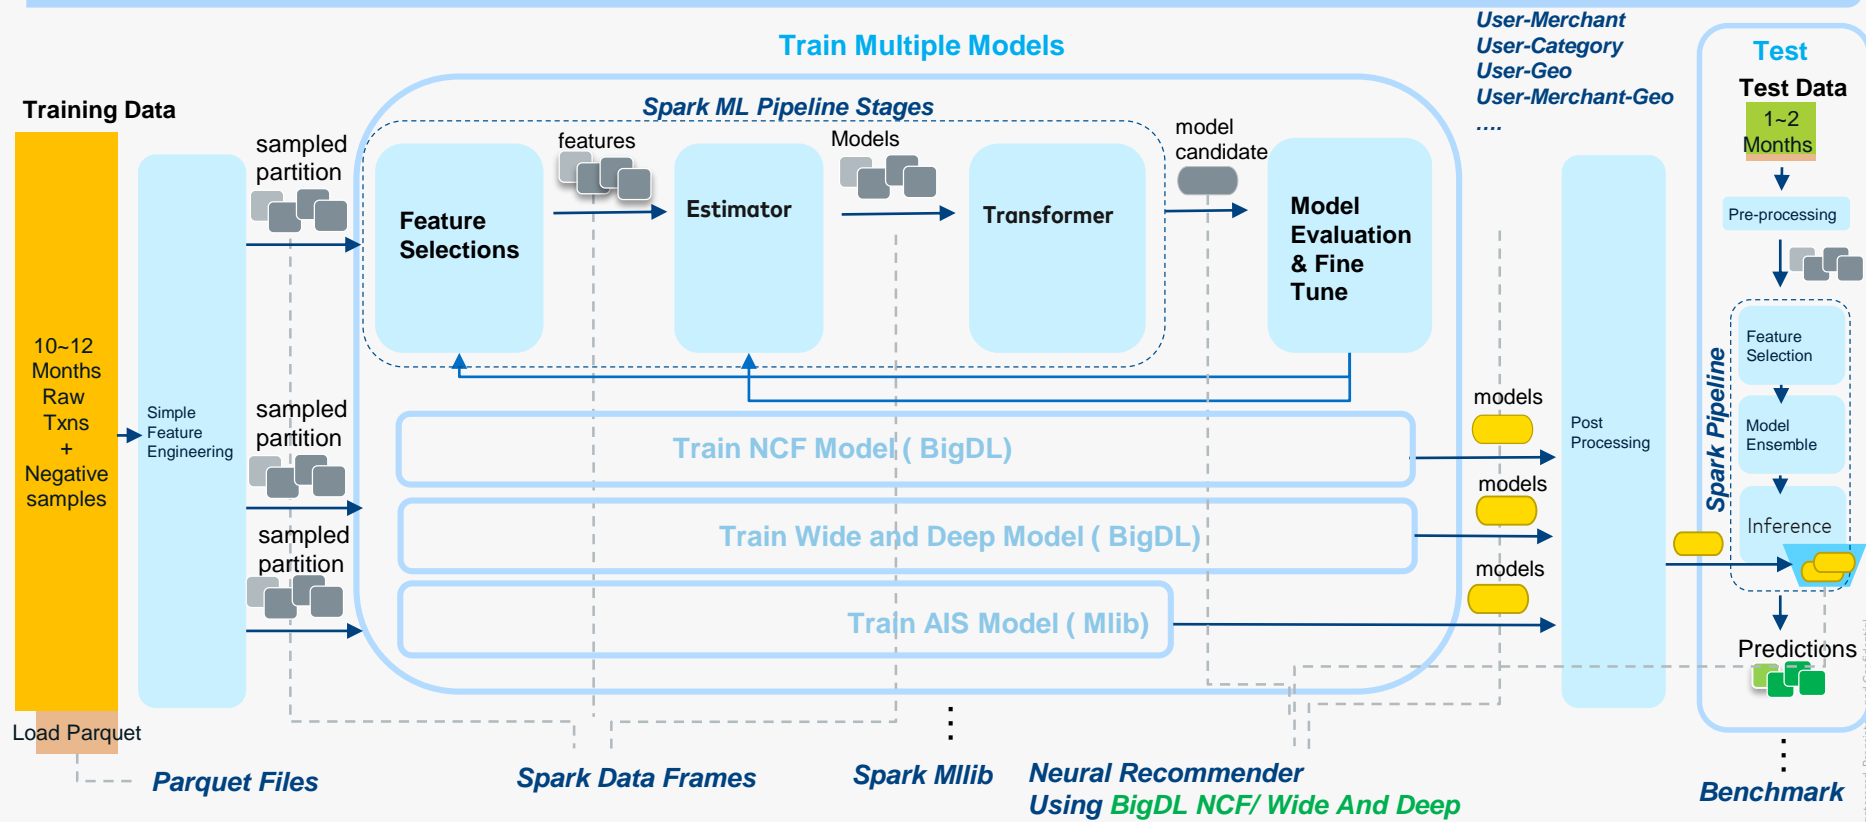 Train Multiple Models
User-Merchant
User-Category
User-Geo
User-Merchant-Geo
....
Test
Test Data
1~2
Months
Training Data
Spark ML Pipeline Stages
sampled
partition
features
Models
model
candidate
Feature
Selections
Estimator
Transformer
Model
Evaluation
& Fine
Tune
Pre-processing
10~12
Months
Raw
Txns
+
Negative
samples
Simple
Feature
Engineering
sampled
partition
sampled
partition
Train NCF Model ( BigDL)
Train Wide and Deep Model ( BigDL)
Train AIS Model ( Mlib)
models
models
models
Post
Processing
Spark Pipeline
Feature
Selection
Model
Ensemble
Inference
Predictions
Load Parquet
Parquet Files
Spark Data Frames
Spark Mllib
Neural Recommender
Using BigDL NCF/ Wide And Deep
Benchmark